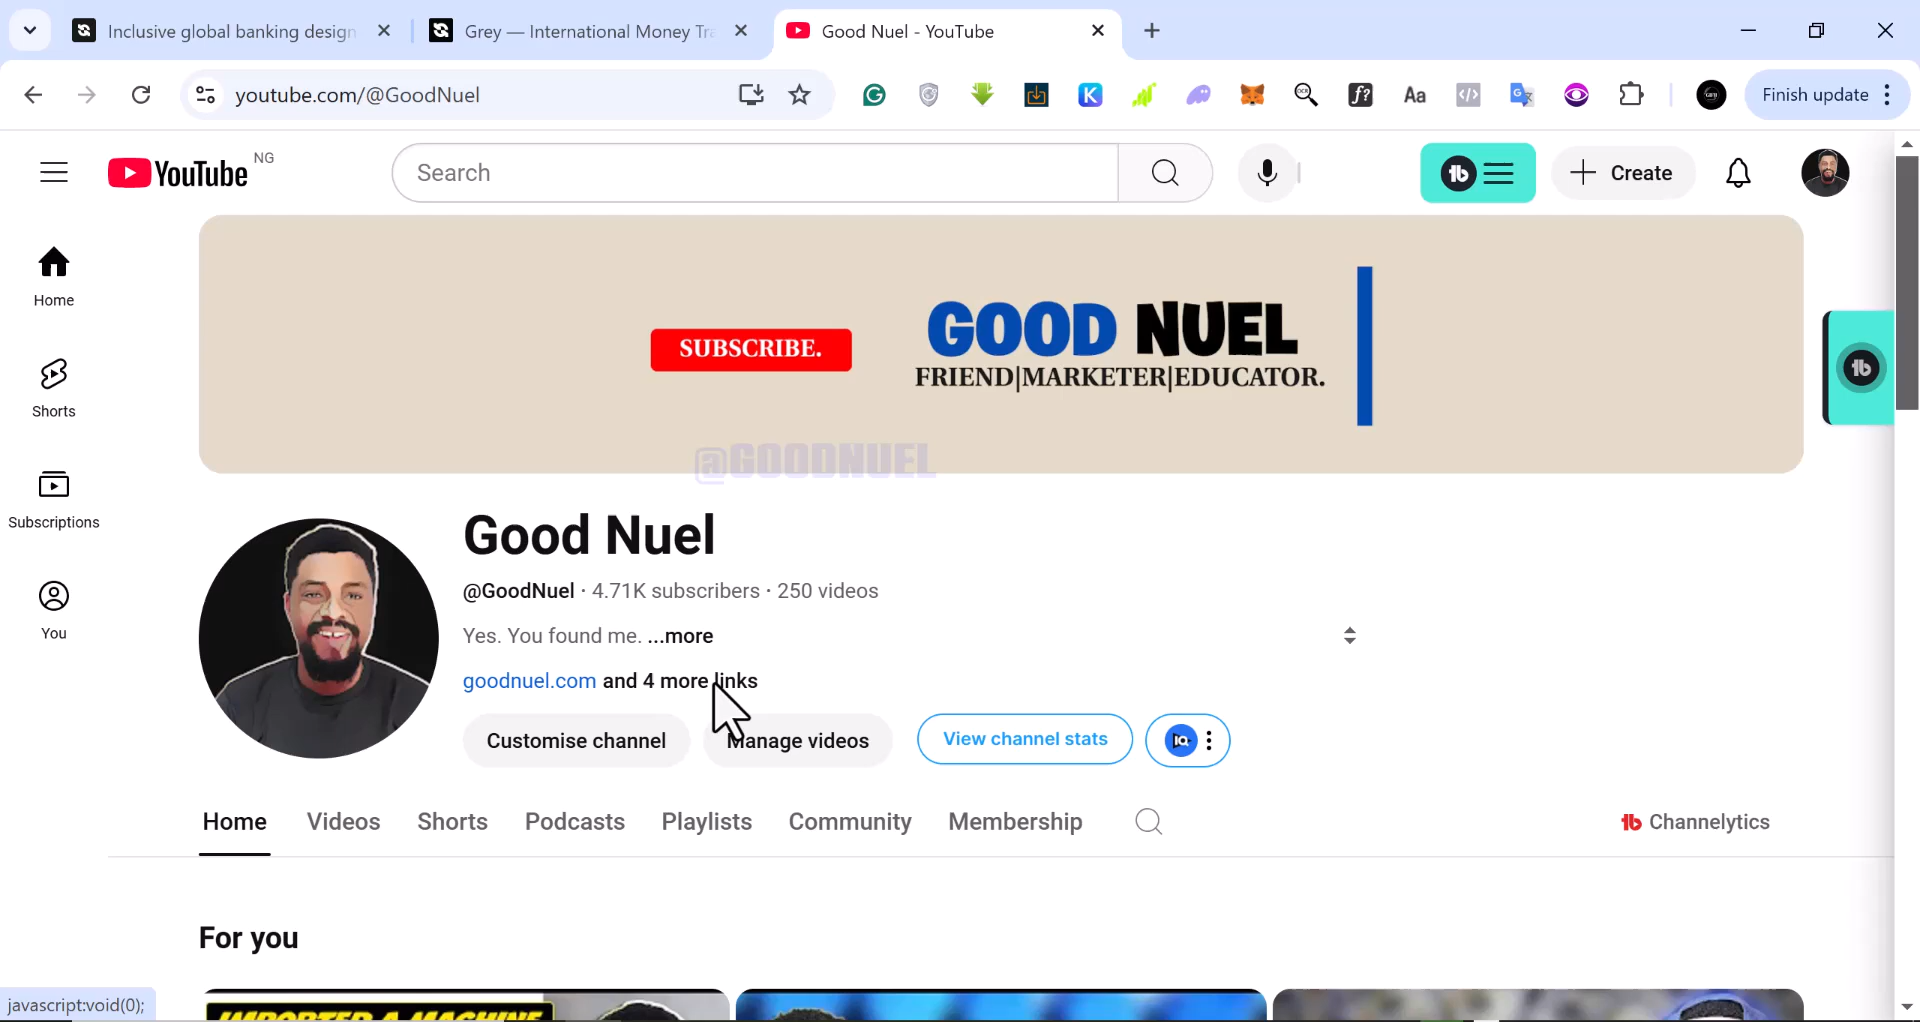 Inclusive global banking design
Grey — International Money Tra
Good Nuel - YouTube
youtube.com/@GoodNuel
Finish update
YouTube NG
Search
Create
Home
Shorts
Subscriptions
You
SUBSCRIBE.
GOOD NUEL
FRIEND|MARKETER|EDUCATOR.
@GOODNUEL
Good Nuel
@GoodNuel · 4.71K subscribers · 250 videos
Yes. You found me. ...more
goodnuel.com and 4 more links
Customise channel
Manage videos
View channel stats
Home
Videos
Shorts
Podcasts
Playlists
Community
Membership
Channelytics
For you
IMPORTED A MACHINE
javascript:void(0);